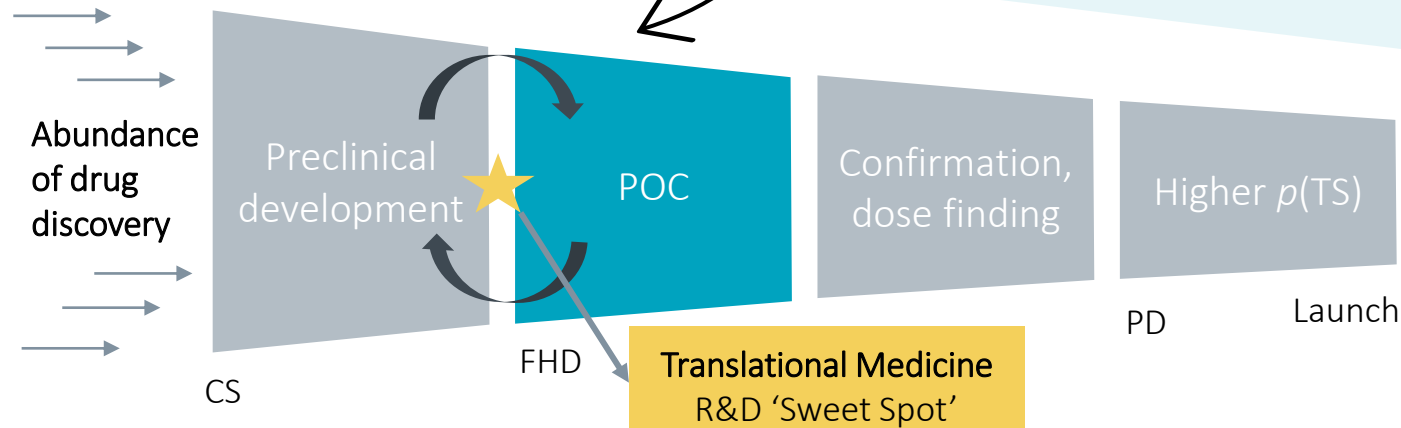 Abundance
of drug
discovery
Preclinical
development
POC
Confirmation,
dose finding
Higher p(TS)
CS
FHD
PD
Launch
Translational Medicine
R&D ‘Sweet Spot’